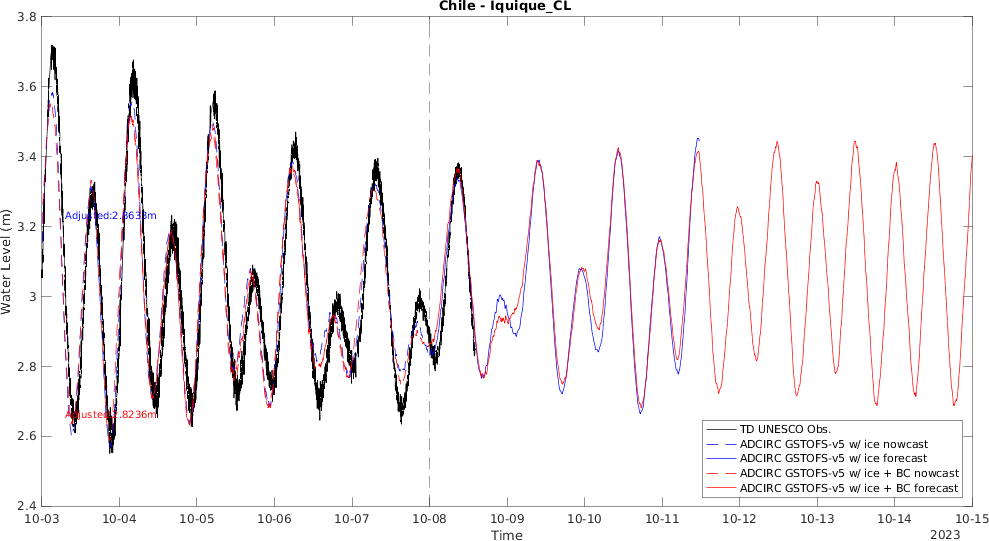 Chile - Iquique_CL
Water Level (m)
3.8
3.6
3.4
3.2
3
2.8
2.6
2.4
Adjusted:2.8633m
Adjusted:2.8236m
TD UNESCO Obs.
ADCIRC GSTOFS-v5 w/ ice nowcast
ADCIRC GSTOFS-v5 w/ ice forecast
ADCIRC GSTOFS-v5 w/ ice + BC nowcast
ADCIRC GSTOFS-v5 w/ ice + BC forecast
10-03 10-04 10-05 10-06 10-07 10-08 10-09 10-10 10-11 10-12 10-13 10-14 10-15
Time
2023